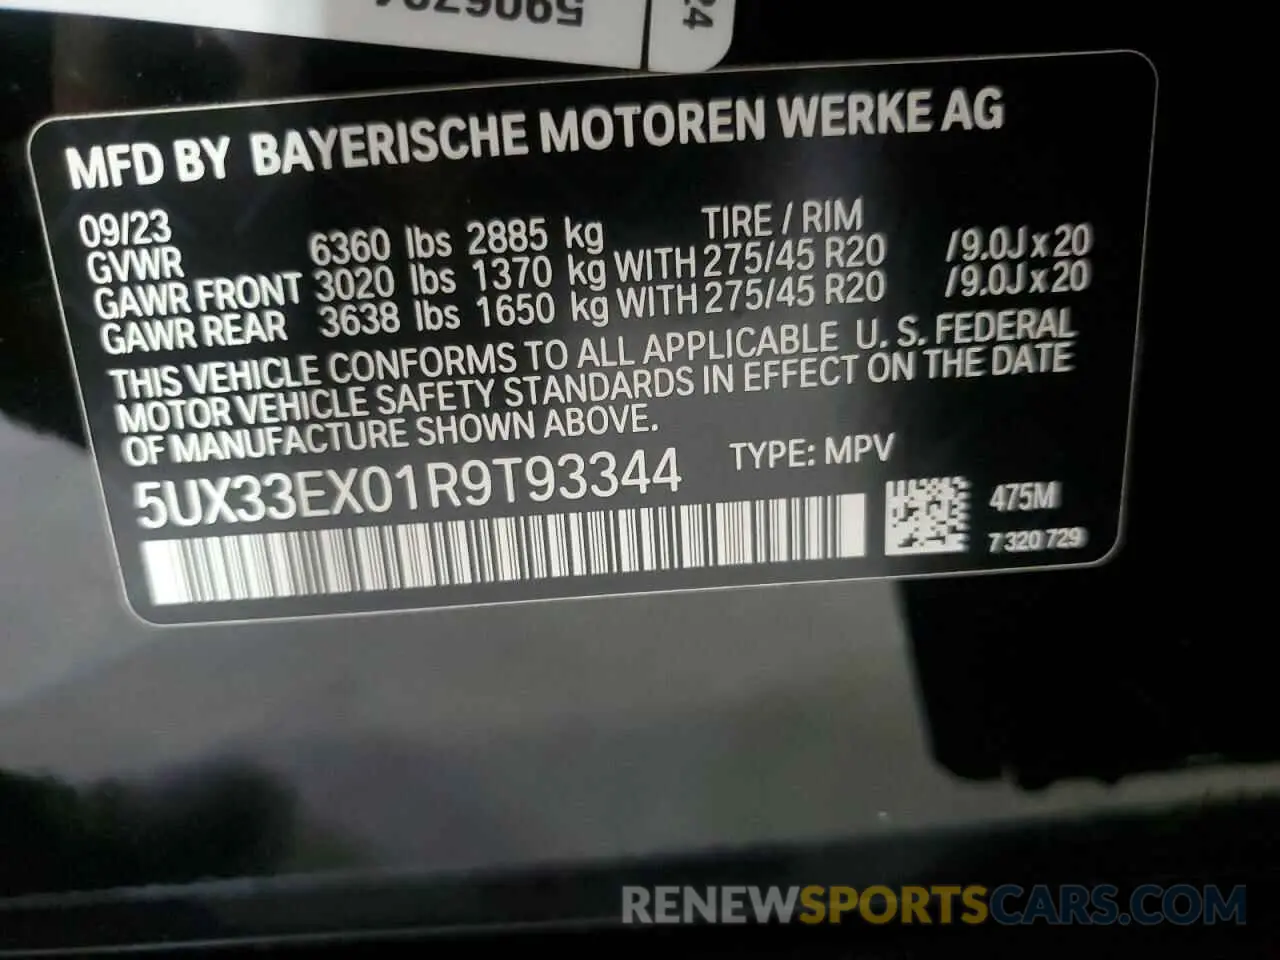 24
MFD BY BAYERISCHE MOTOREN WERKE AG
09/23 TIRE / RIM
GVWR 6360 lbs 2885 kg
GAWR FRONT 3020 lbs 1370 kg WITH 275/45 R20 /9.0J x 20
GAWR REAR 3638 lbs 1650 kg WITH 275/45 R20 /9.0J x 20
THIS VEHICLE CONFORMS TO ALL APPLICABLE U. S. FEDERAL
MOTOR VEHICLE SAFETY STANDARDS IN EFFECT ON THE DATE
OF MANUFACTURE SHOWN ABOVE.
5UX33EX01R9T93344 TYPE: MPV
475M
7 320 729
RENEWSPORTSCARS.COM